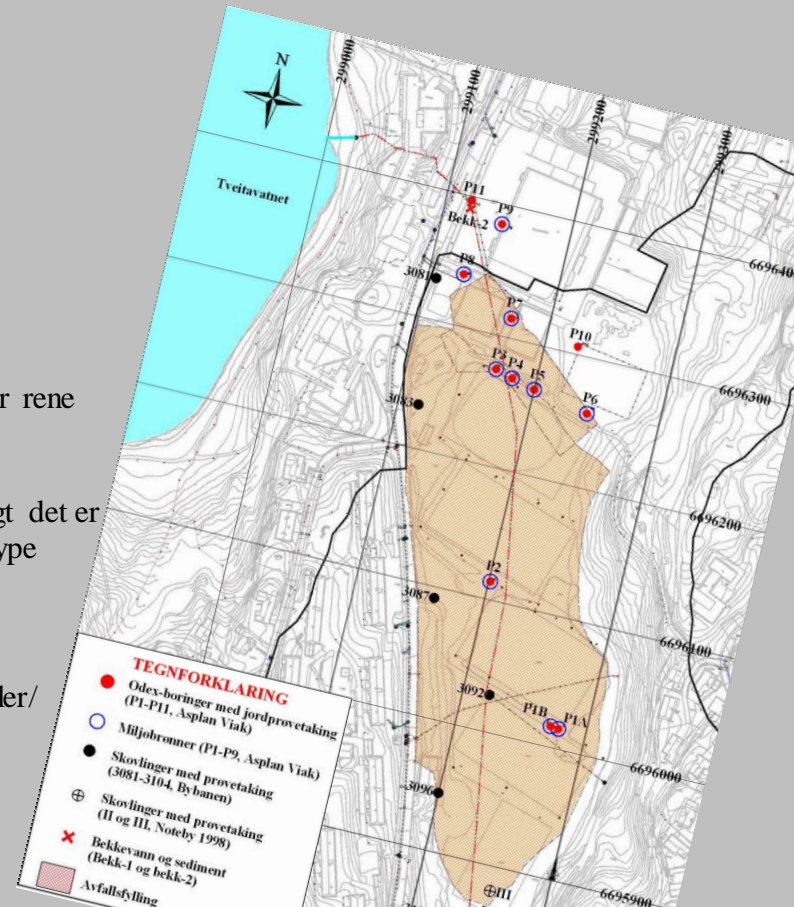 N
299000
299100
299200
299300
Tveitavatnet
P11
P9
Bekk-2
P8
3081
6696400
P7
P10
P3
P4
P5
P6
3083
6696300
r rene
6696200
gt det er
ype
P2
3087
6696100
ler/
3092
P1B
P1A
6696000
3096
III
6695900
TEGNFORKLARING
Odex-boringer med jordprøvetaking
(P1-P11, Asplan Viak)
Miljøbrønner (P1-P9, Asplan Viak)
Skovlinger med prøvetaking
(3081-3104, Bybanen)
Skovlinger med prøvetaking
(II og III, Noteby 1998)
Bekkevann og sediment
(Bekk-1 og bekk-2)
Avfallsfylling